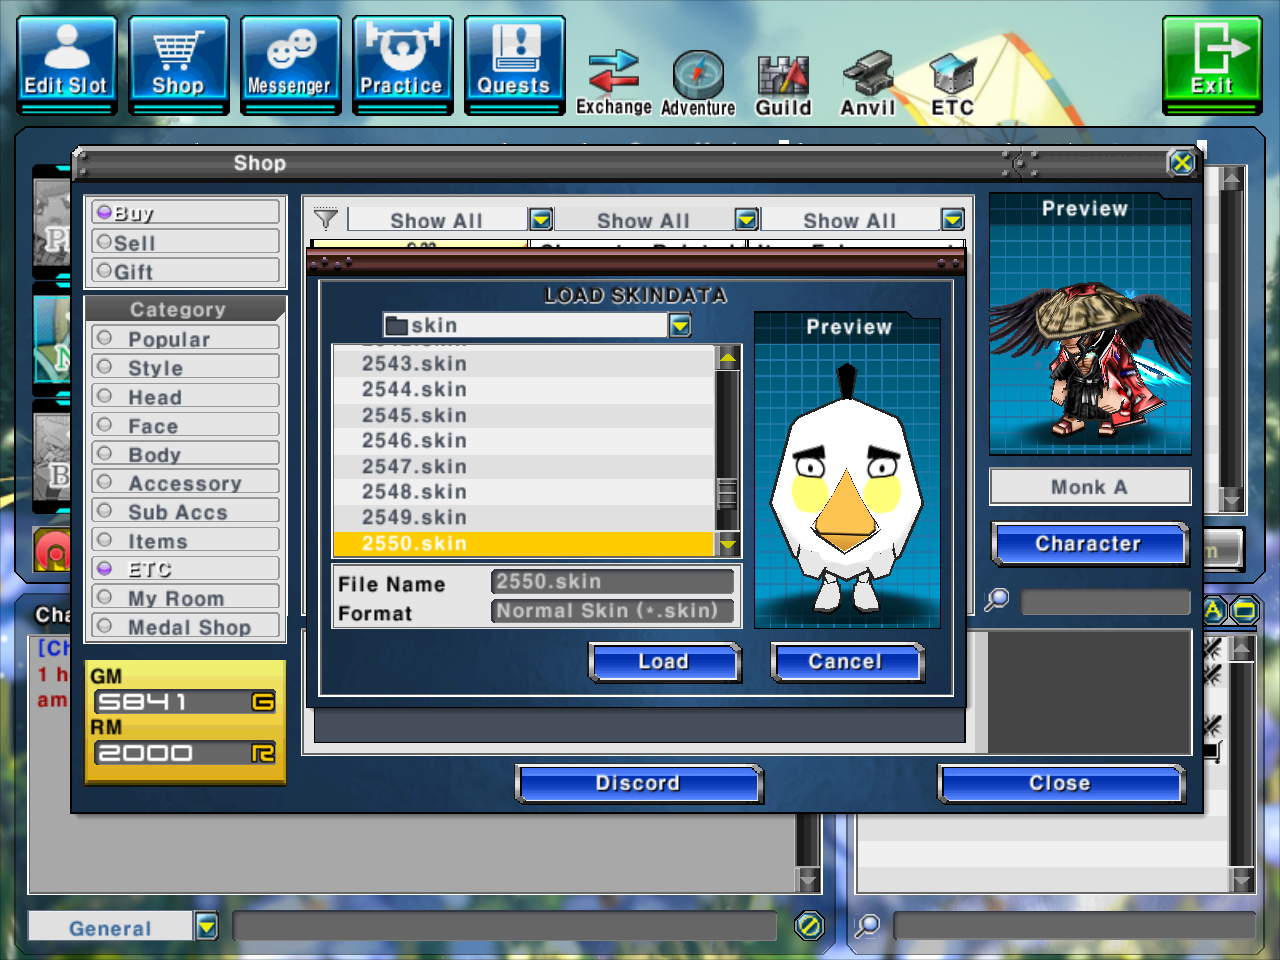 Edit Slot
Shop
Messenger
Practice
Quests
Exchange
Adventure
Guild
Anvil
ETC
Exit
Shop
Buy
Sell
Gift
Category
Popular
Style
Head
Face
Body
Accessory
Sub Accs
Items
ETC
My Room
Medal Shop
GM
5841 G
RM
2000 R
Show All
Show All
Show All
LOAD SKINDATA
skin
2543.skin
2544.skin
2545.skin
2546.skin
2547.skin
2548.skin
2549.skin
2550.skin
File Name
2550.skin
Format
Normal Skin (*.skin)
Preview
Load
Cancel
Preview
Monk A
Character
Discord
Close
Cha
[Ch
1 h
am
General